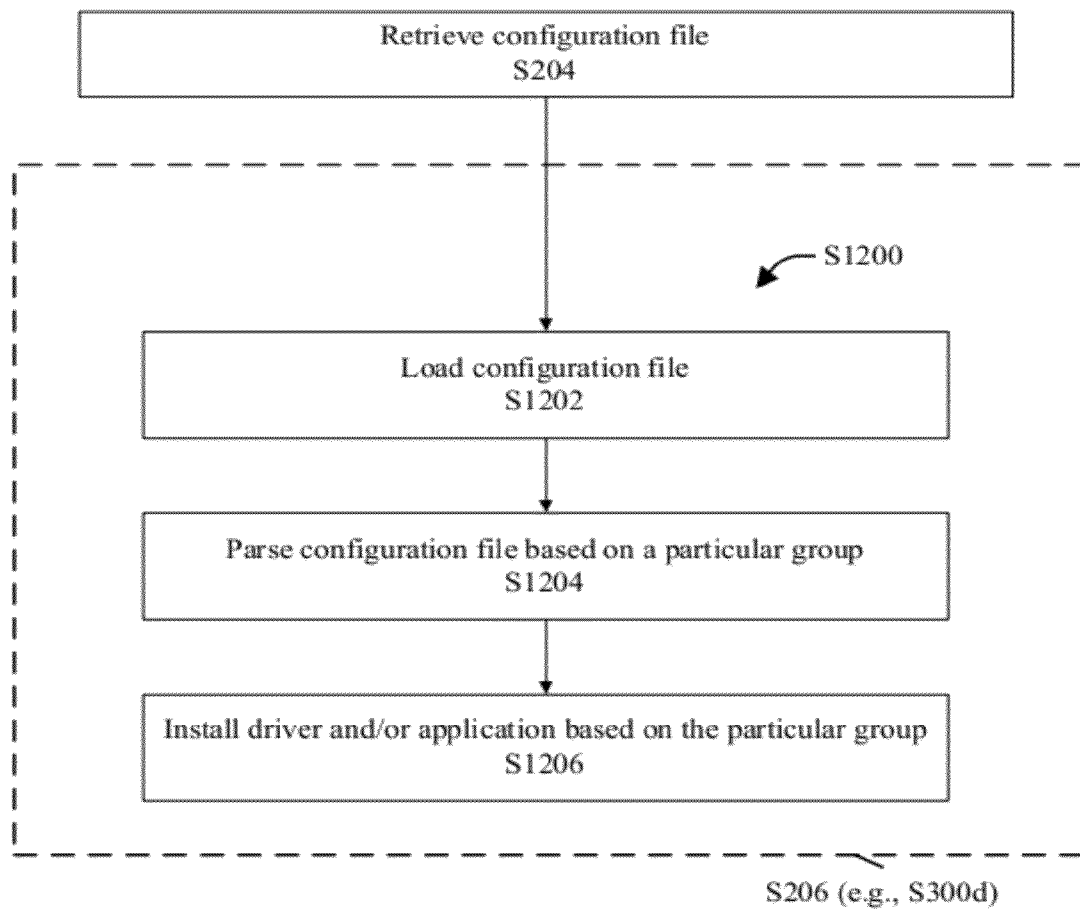 Retrieve configuration file
S204
S1200
Load configuration file
S1202
Parse configuration file based on a particular group
S1204
Install driver and/or application based on the particular group
S1206
S206 (e.g., S300d)